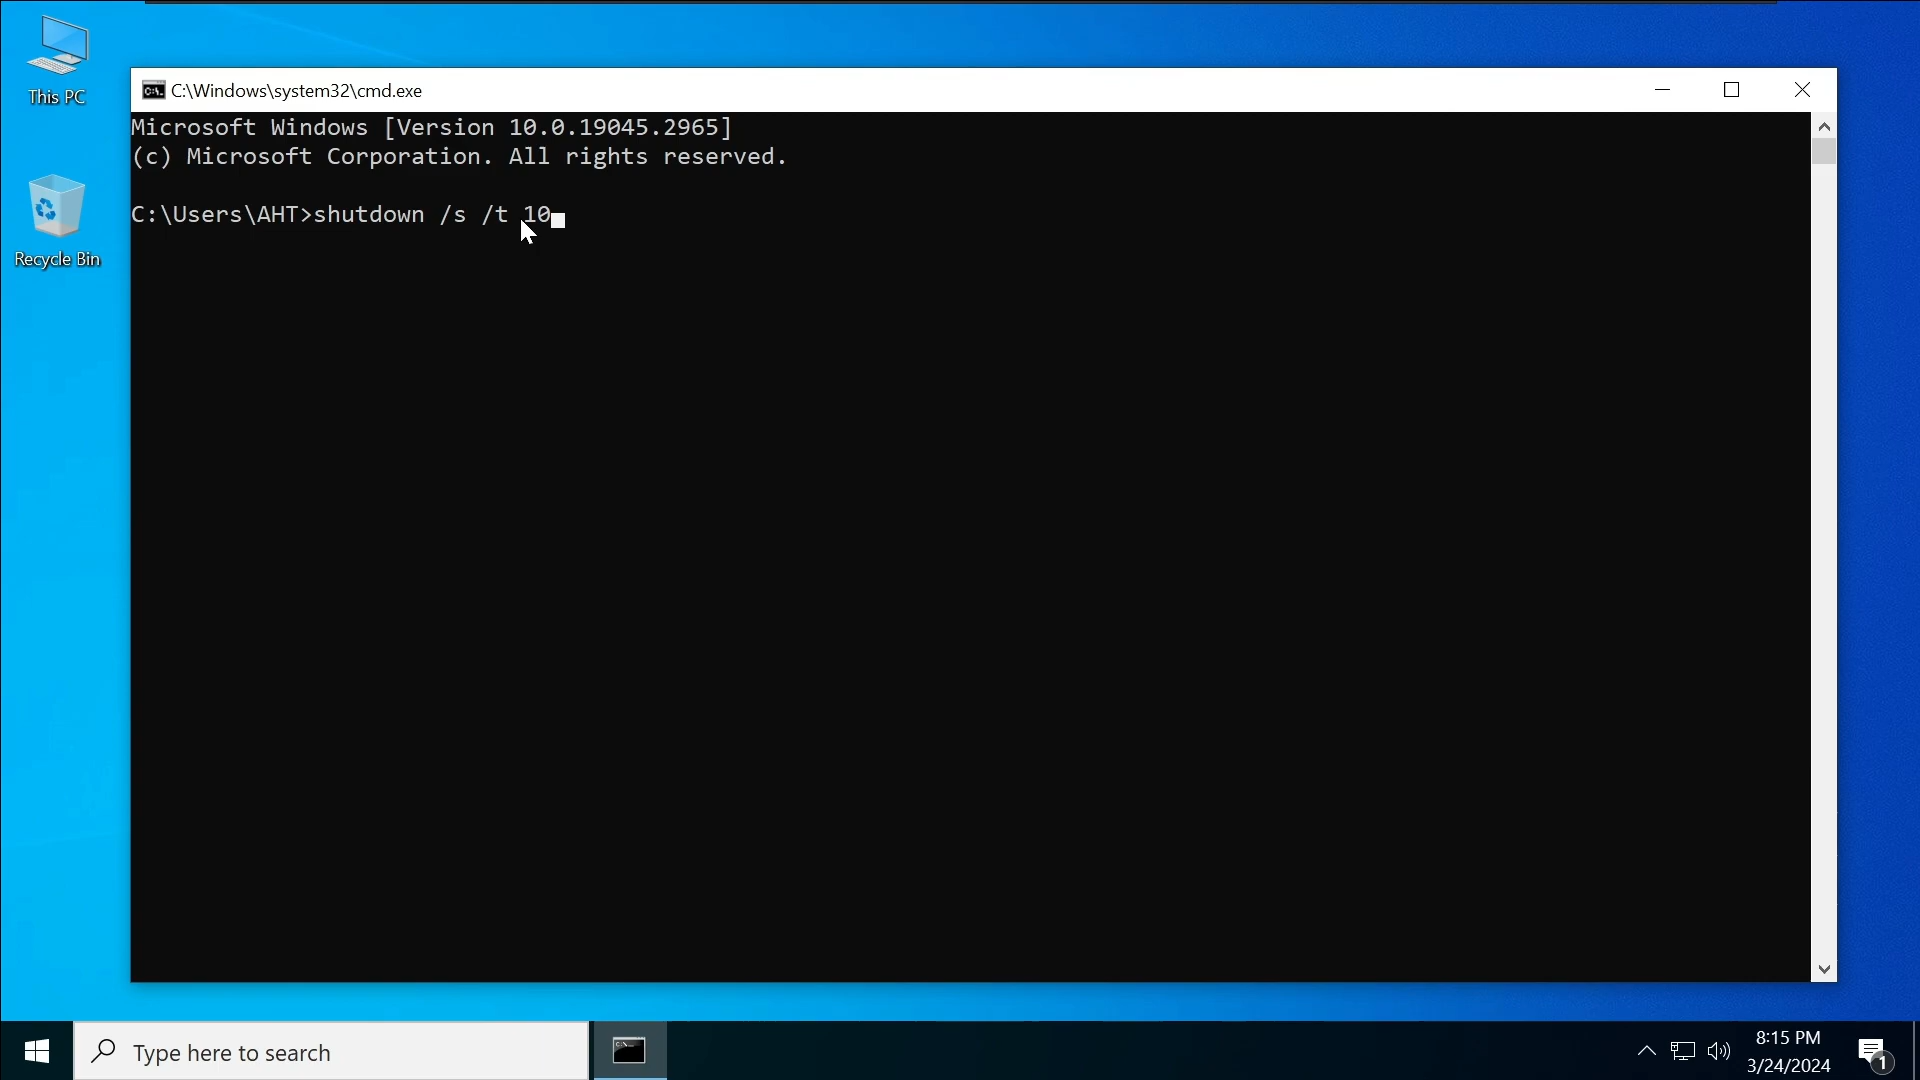 This PC
Recycle Bin
C:\Windows\system32\cmd.exe
Microsoft Windows [Version 10.0.19045.2965]
(c) Microsoft Corporation. All rights reserved.
C:\Users\AHT>shutdown /s /t 10
Type here to search
8:15 PM
3/24/2024
1